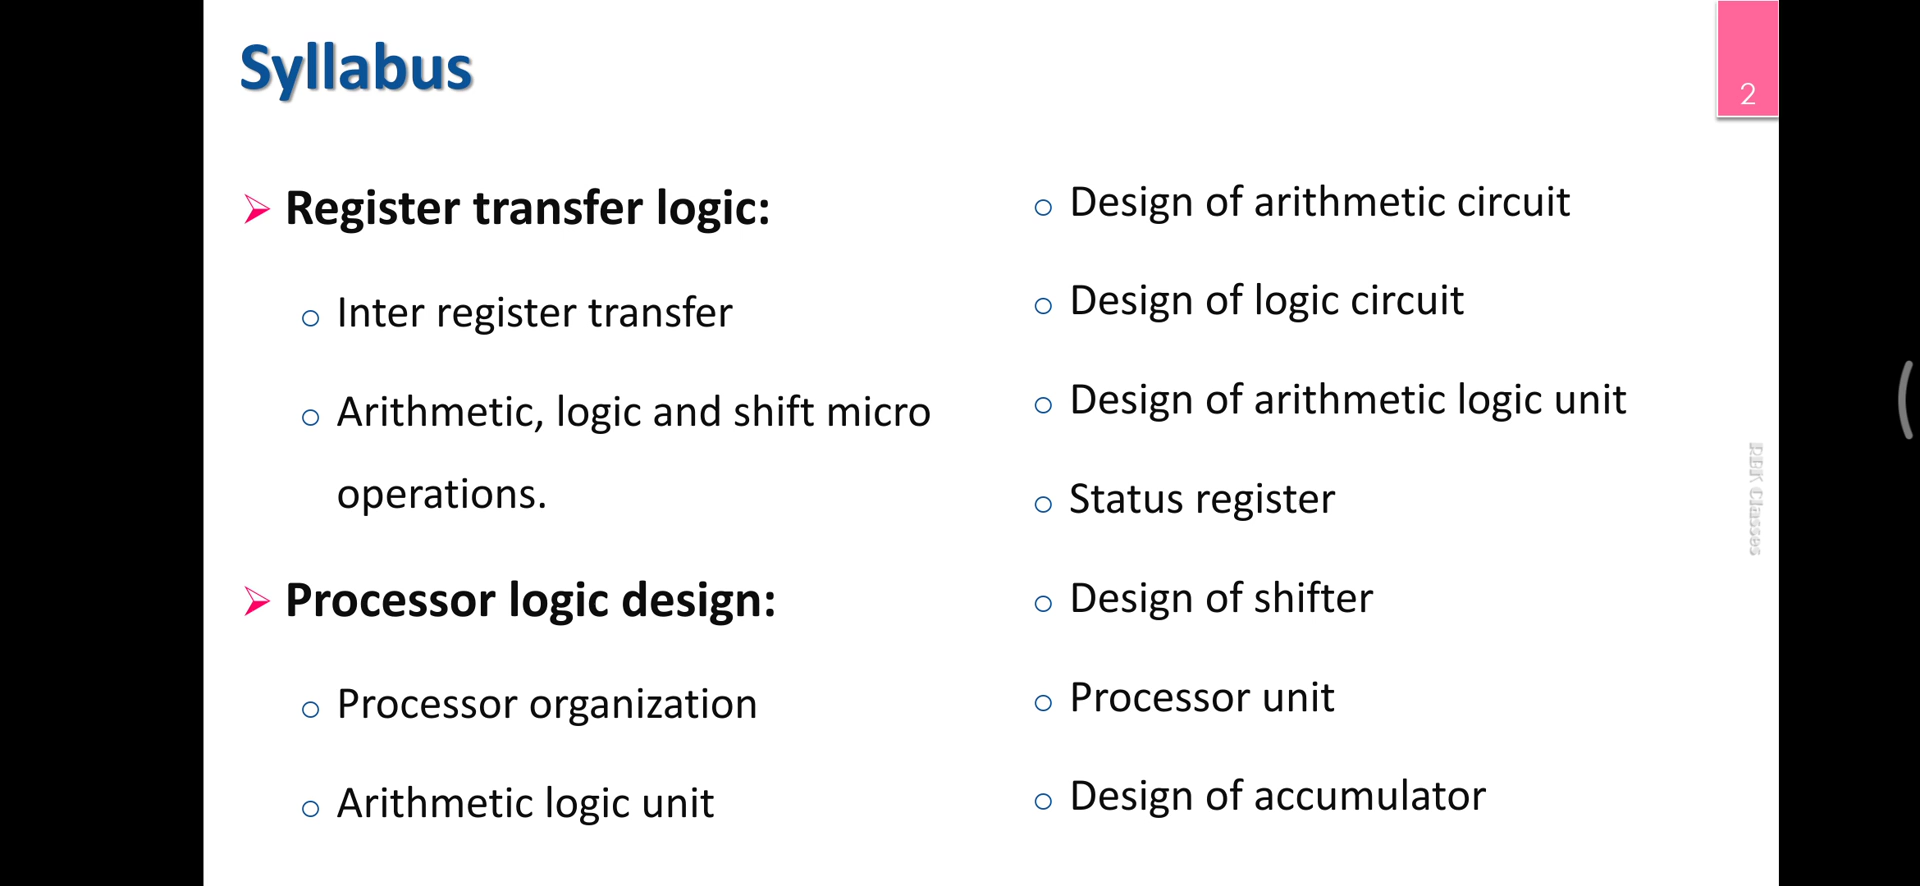 Syllabus
2
Register transfer logic:
Inter register transfer
Arithmetic, logic and shift micro
operations.
Processor logic design:
Processor organization
Arithmetic logic unit
Design of arithmetic circuit
Design of logic circuit
Design of arithmetic logic unit
Status register
Design of shifter
Processor unit
Design of accumulator
RBK Classes